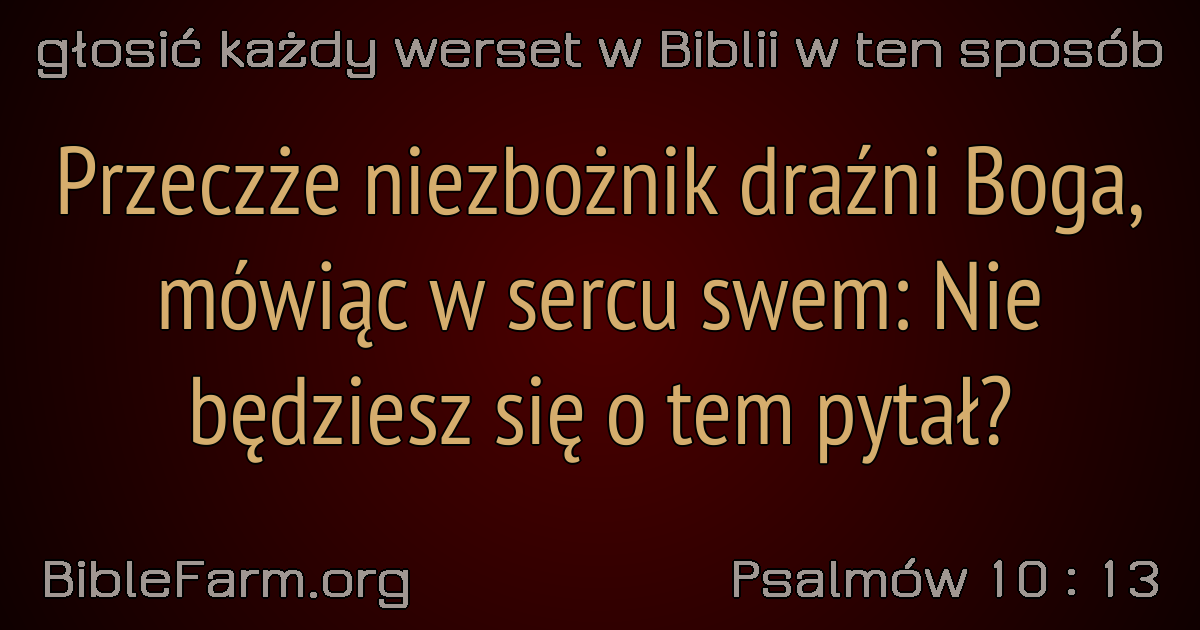 głosić każdy werset w Biblii w ten sposób
Przeczże niezbożnik draźni Boga,
mówiąc w sercu swem: Nie
będziesz się o tem pytał?
BibleFarm.org
Psalmów 10 : 13